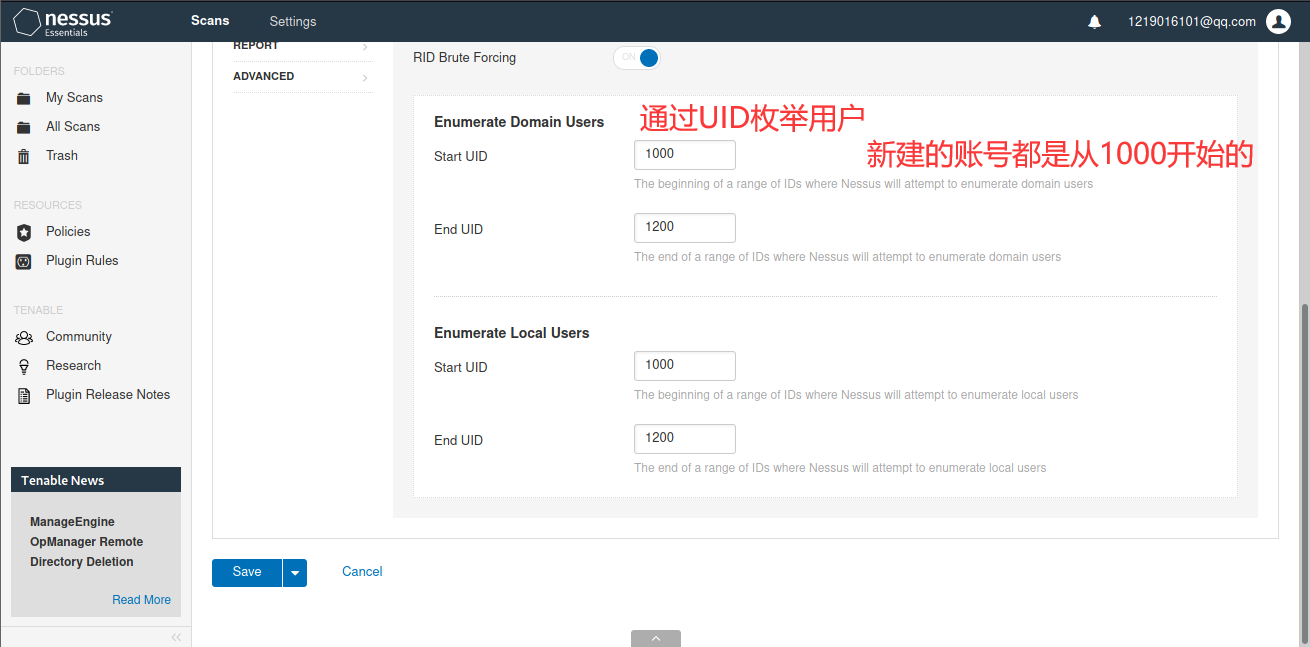 nessus
Essentials
Scans
Settings
1219016101@qq.com
FOLDERS
My Scans
All Scans
Trash
RESOURCES
Policies
Plugin Rules
TENABLE
Community
Research
Plugin Release Notes
Tenable News
ManageEngine
OpManager Remote
Directory Deletion
Read More
REPORT
ADVANCED
RID Brute Forcing
ON
Enumerate Domain Users
通过UID枚举用户
新建的账号都是从1000开始的
Start UID
1000
The beginning of a range of IDs where Nessus will attempt to enumerate domain users
End UID
1200
The end of a range of IDs where Nessus will attempt to enumerate domain users
Enumerate Local Users
Start UID
1000
The beginning of a range of IDs where Nessus will attempt to enumerate local users
End UID
1200
The end of a range of IDs where Nessus will attempt to enumerate local users
Save
Cancel